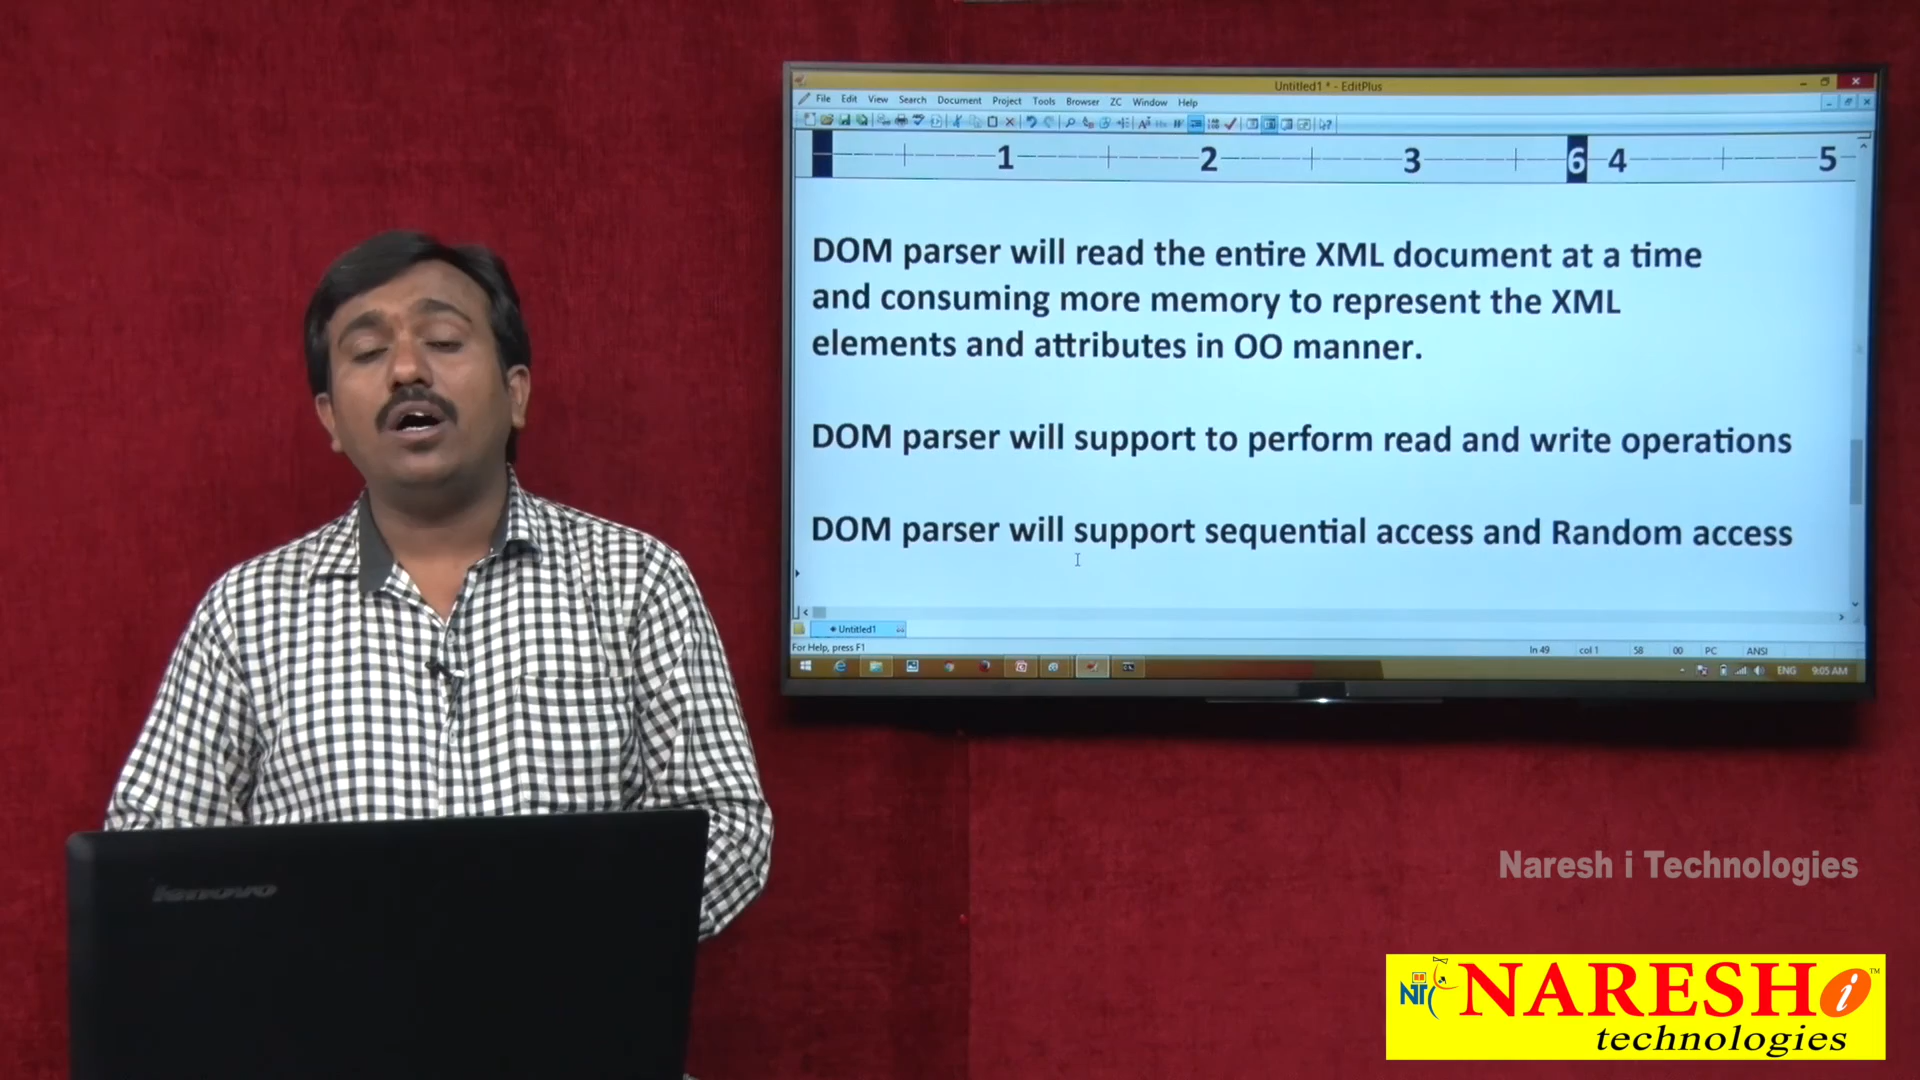 Untitled1 * - EditPlus
File Edit View Search Document Project Tools Browser ZC Window Help
1 2 3 6 4 5
DOM parser will read the entire XML document at a time
and consuming more memory to represent the XML
elements and attributes in OO manner.
DOM parser will support to perform read and write operations
DOM parser will support sequential access and Random access
Untitled1
For Help, press F1
ln 49 col 1 58 00 PC ANSI
ENG 9:05 AM
lenovo
Naresh i Technologies
NARESH i ™
technologies